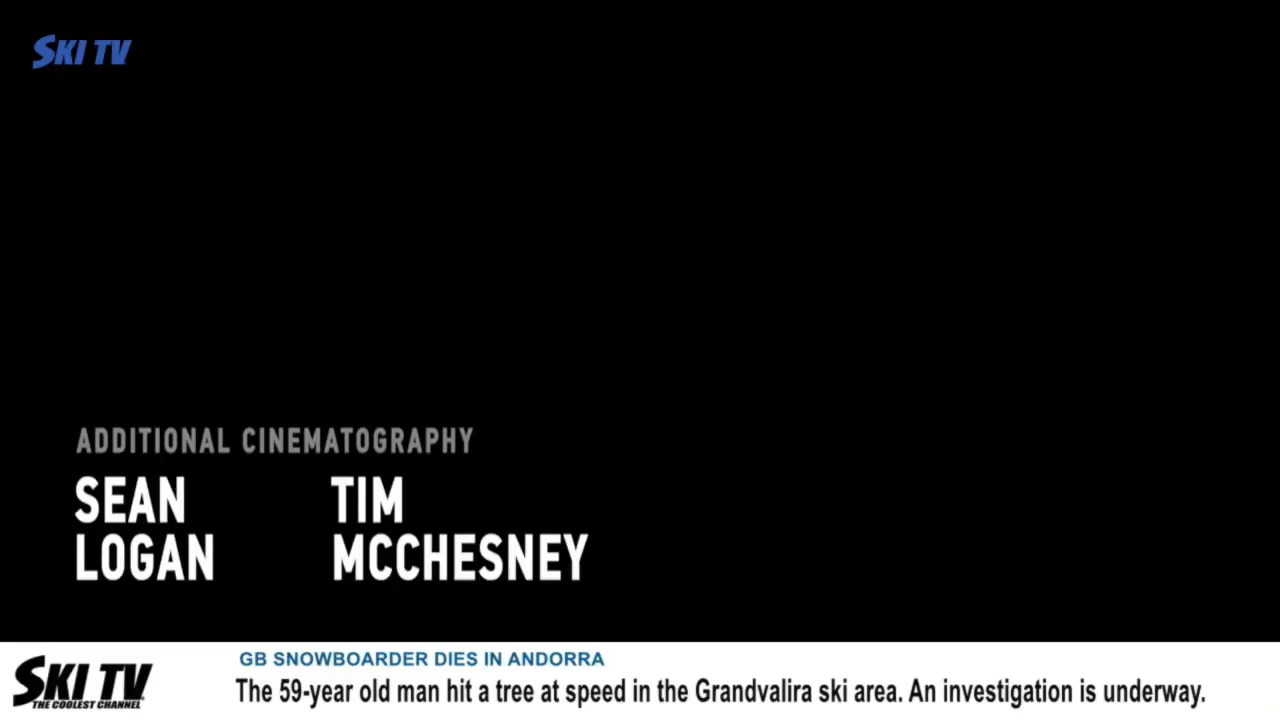 SKI TV
ADDITIONAL CINEMATOGRAPHY
SEAN LOGAN
TIM MCCHESNEY
SKI TV
THE COOLEST CHANNEL
GB SNOWBOARDER DIES IN ANDORRA
The 59-year old man hit a tree at speed in the Grandvalira ski area. An investigation is underway.